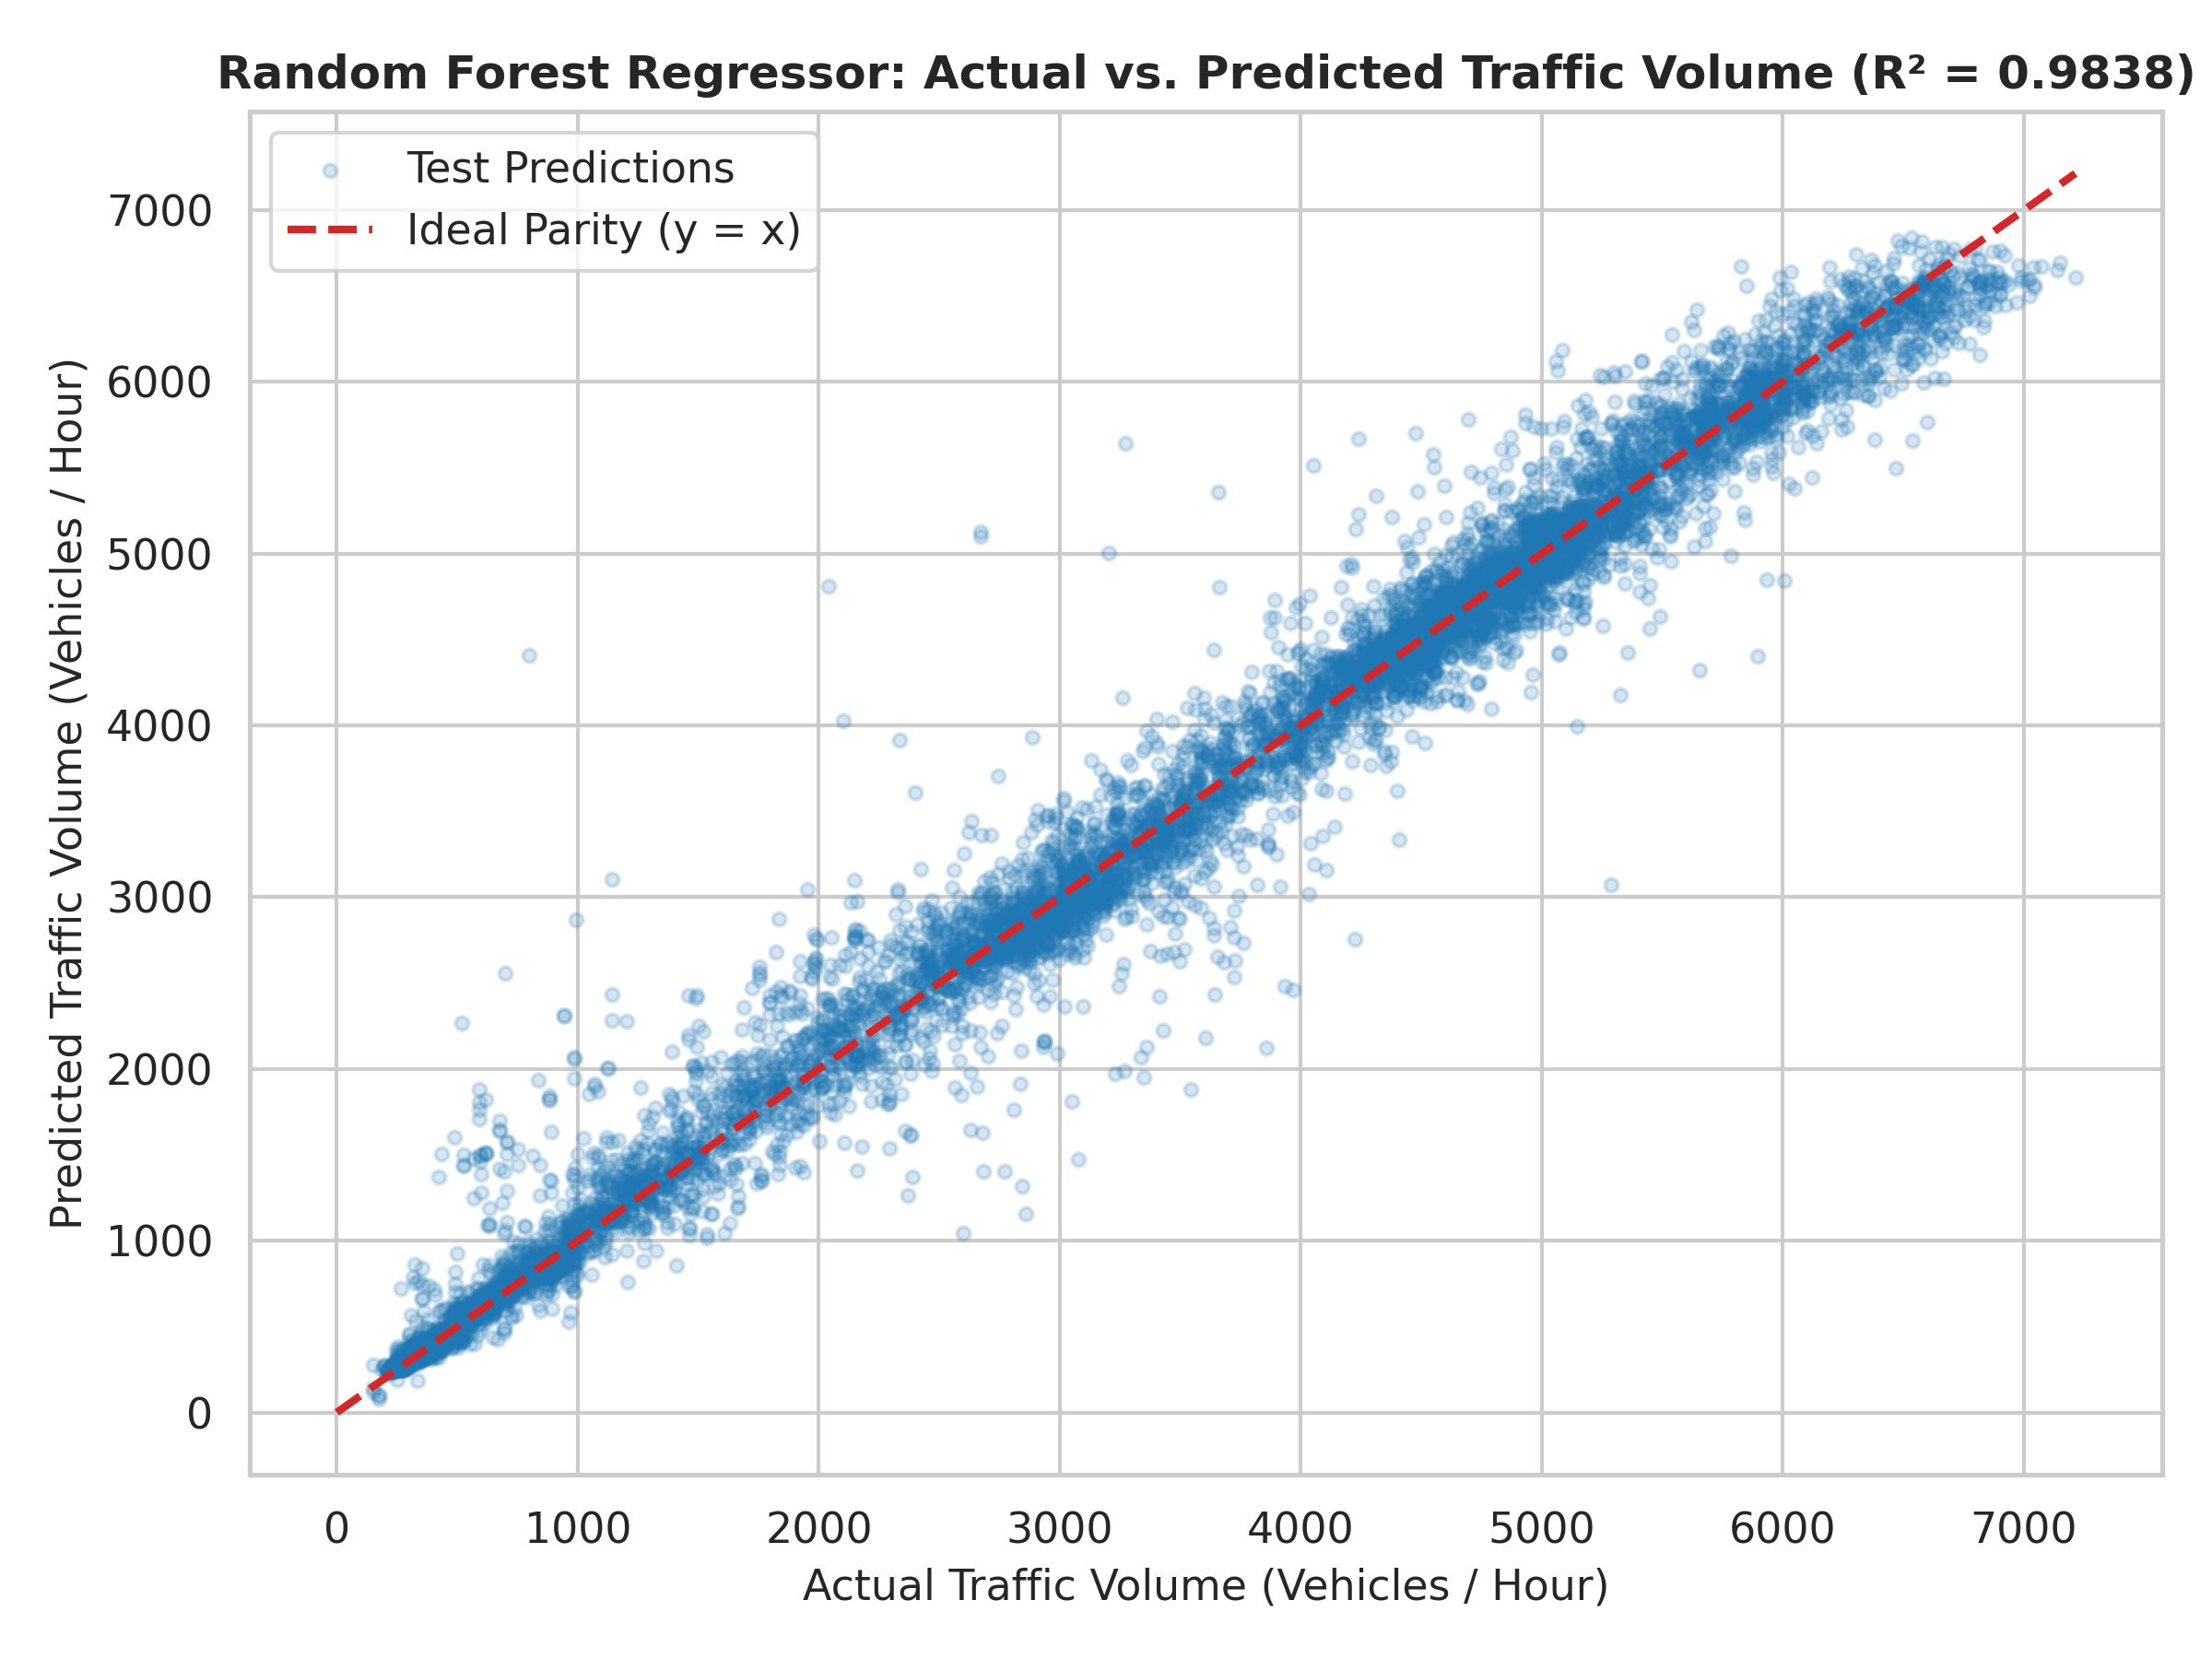 Random Forest Regressor: Actual vs. Predicted Traffic Volume (R² = 0.9838)
Test Predictions
Ideal Parity (y = x)
Predicted Traffic Volume (Vehicles / Hour)
7000
6000
5000
4000
3000
2000
1000
0
0 1000 2000 3000 4000 5000 6000 7000
Actual Traffic Volume (Vehicles / Hour)